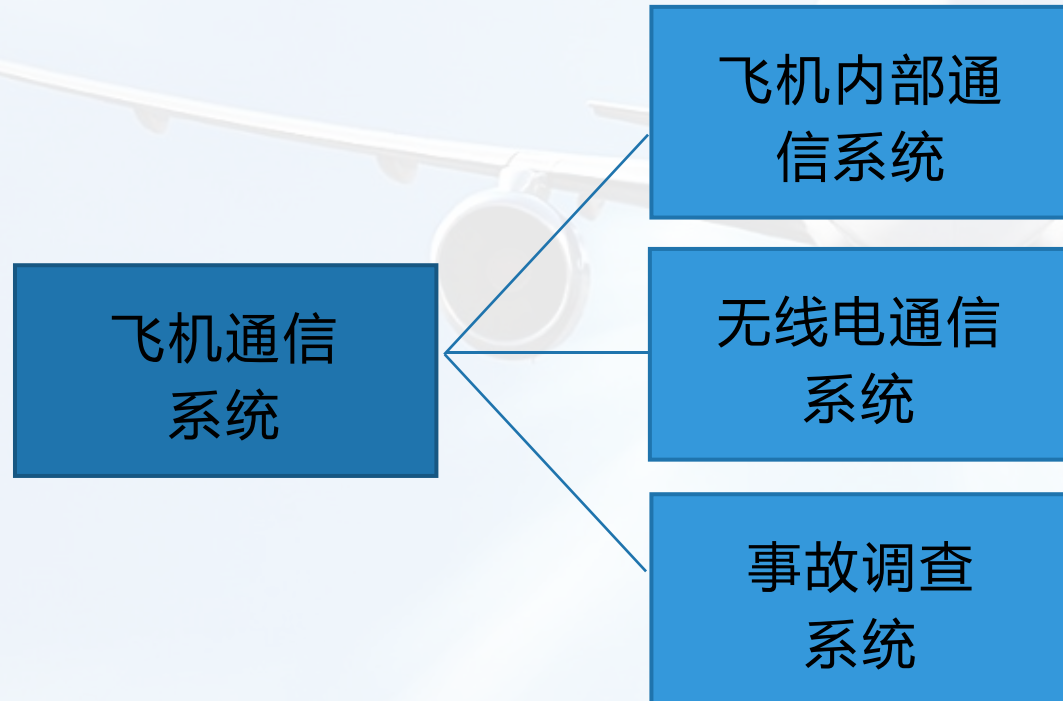 飞机内部通
信系统
无线电通信
系统
飞机通信
系统
事故调查
系统